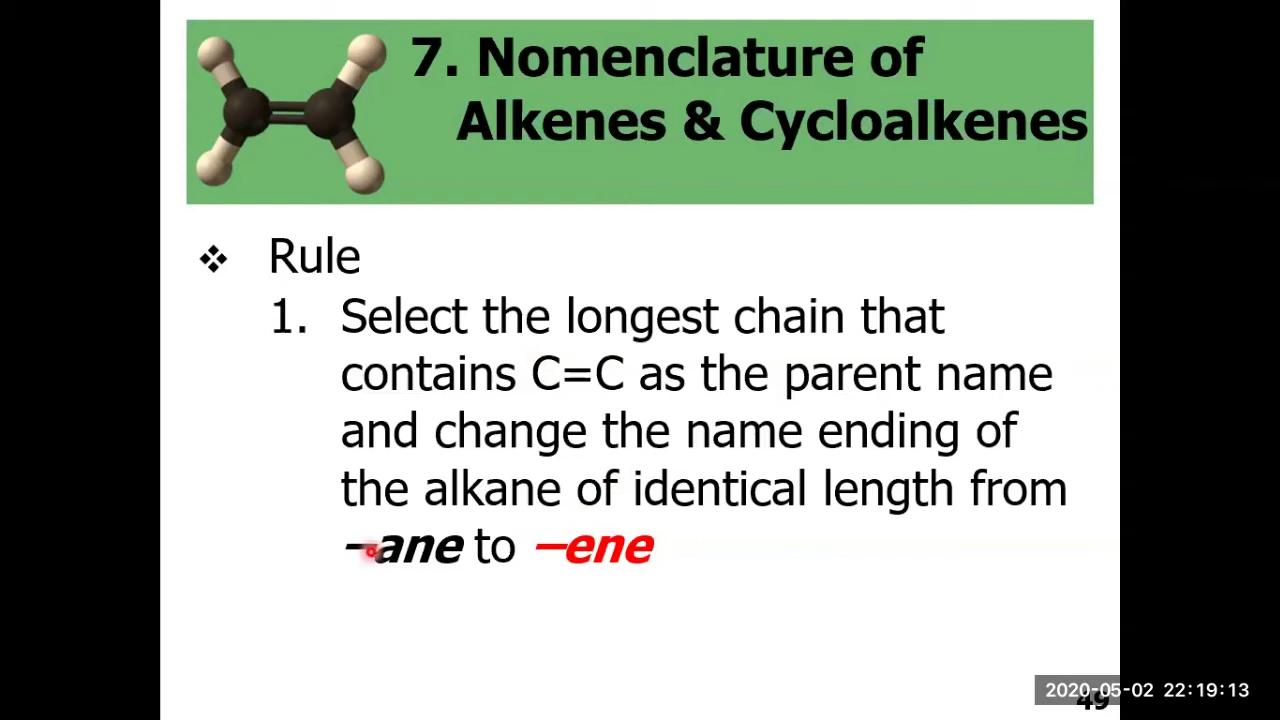 7. Nomenclature of
Alkenes & Cycloalkenes
❖ Rule
1. Select the longest chain that
contains C=C as the parent name
and change the name ending of
the alkane of identical length from
–ane to –ene
2020-05-02 22:19:13
49